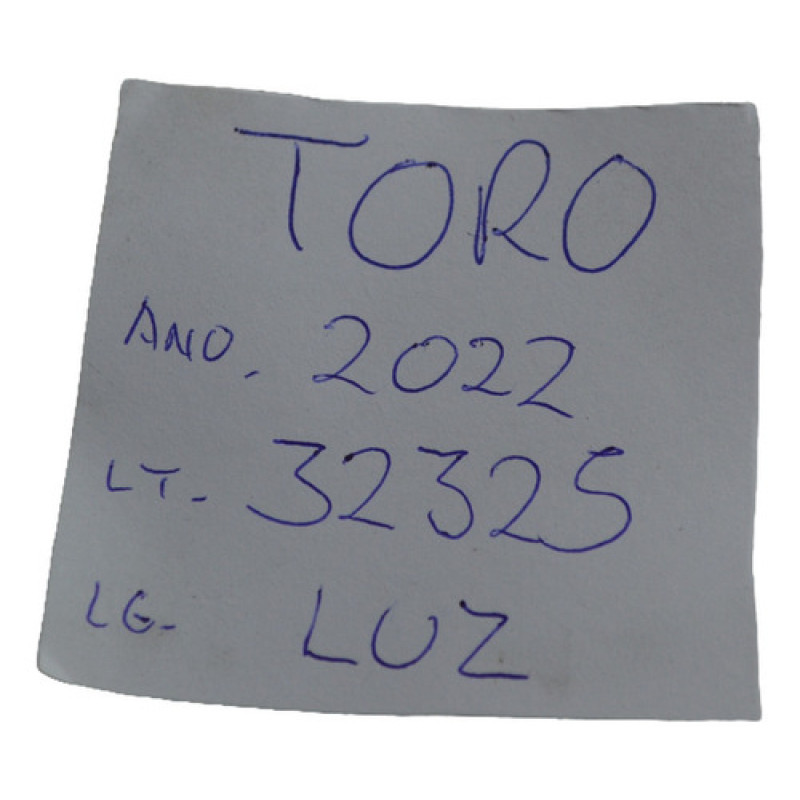 TORO
ANO. 2022
LT- 32325
LG- LUZ